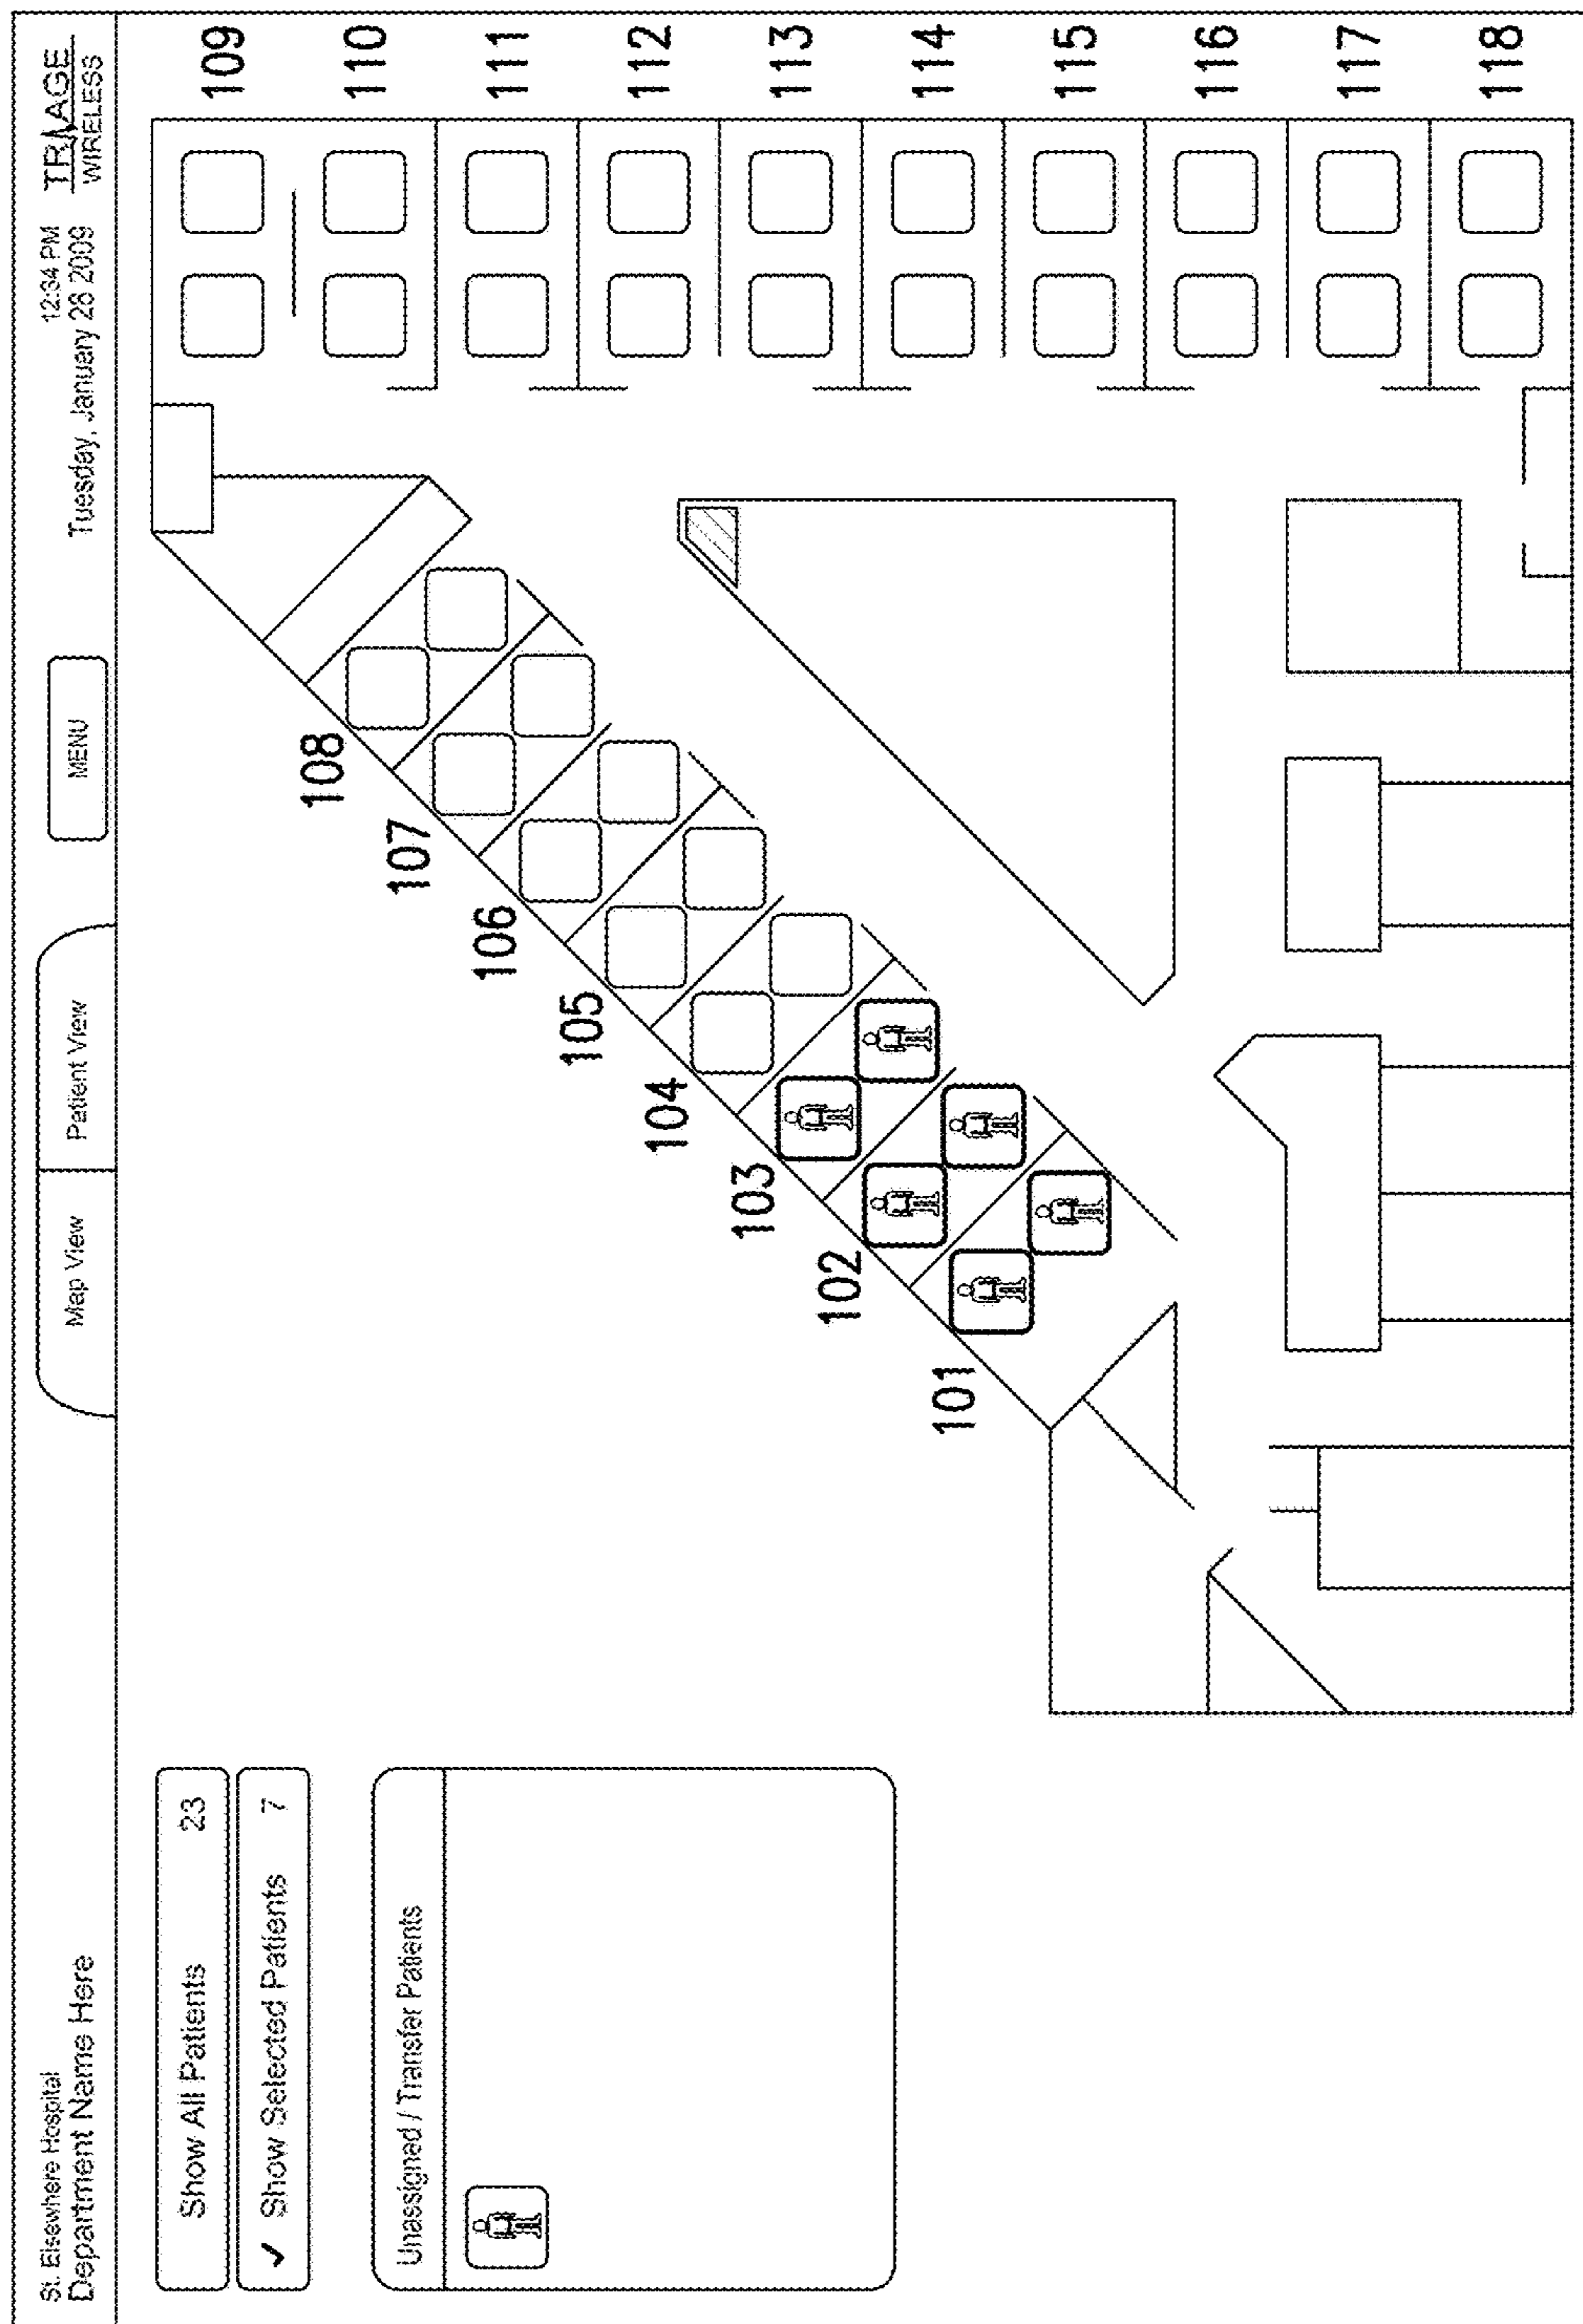 St. Elsewhere Hospital
Department Name Here
Map View
Patient View
MENU
12:34 PM
Tuesday, January 28 2009
TRIAGE
WIRELESS
Show All Patients 23
✓ Show Selected Patients 7
Unassigned / Transfer Patients
101
102
103
104
105
106
107
108
109
110
111
112
113
114
115
116
117
118